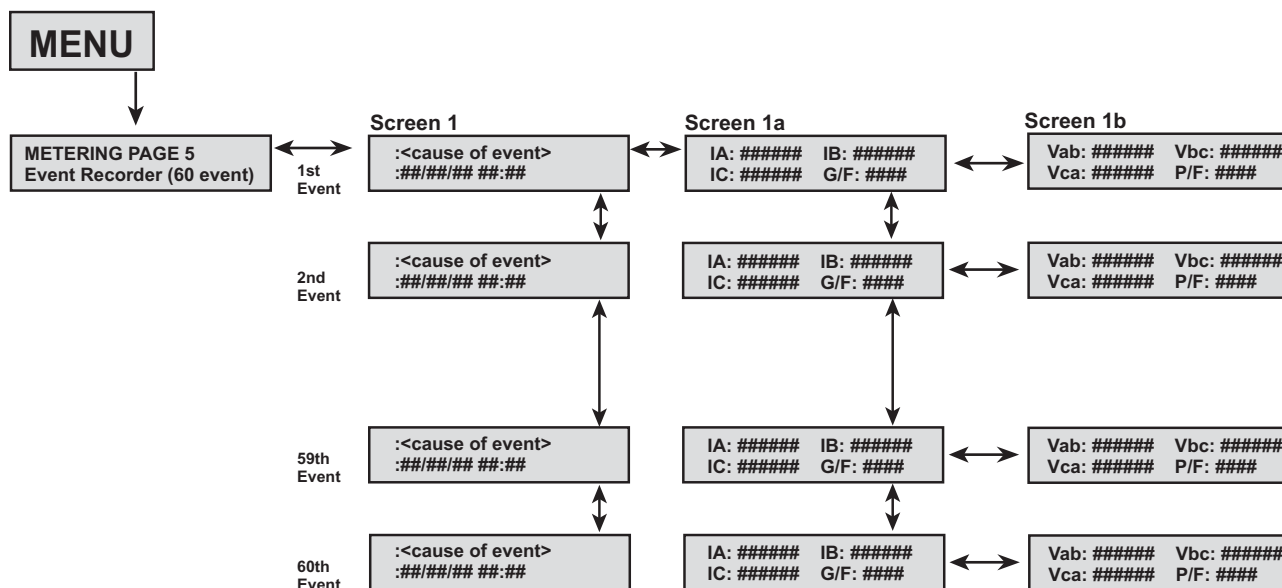 MENU
METERING PAGE 5
Event Recorder (60 event)
1st
Event
Screen 1
:<cause of event>
:##/##/## ##:##
Screen 1a
IA: ###### IB: ######
IC: ###### G/F: ####
Screen 1b
Vab: ###### Vbc: ######
Vca: ###### P/F: ####
2nd
Event
:<cause of event>
:##/##/## ##:##
IA: ###### IB: ######
IC: ###### G/F: ####
Vab: ###### Vbc: ######
Vca: ###### P/F: ####
59th
Event
:<cause of event>
:##/##/## ##:##
IA: ###### IB: ######
IC: ###### G/F: ####
Vab: ###### Vbc: ######
Vca: ###### P/F: ####
60th
Event
:<cause of event>
:##/##/## ##:##
IA: ###### IB: ######
IC: ###### G/F: ####
Vab: ###### Vbc: ######
Vca: ###### P/F: ####